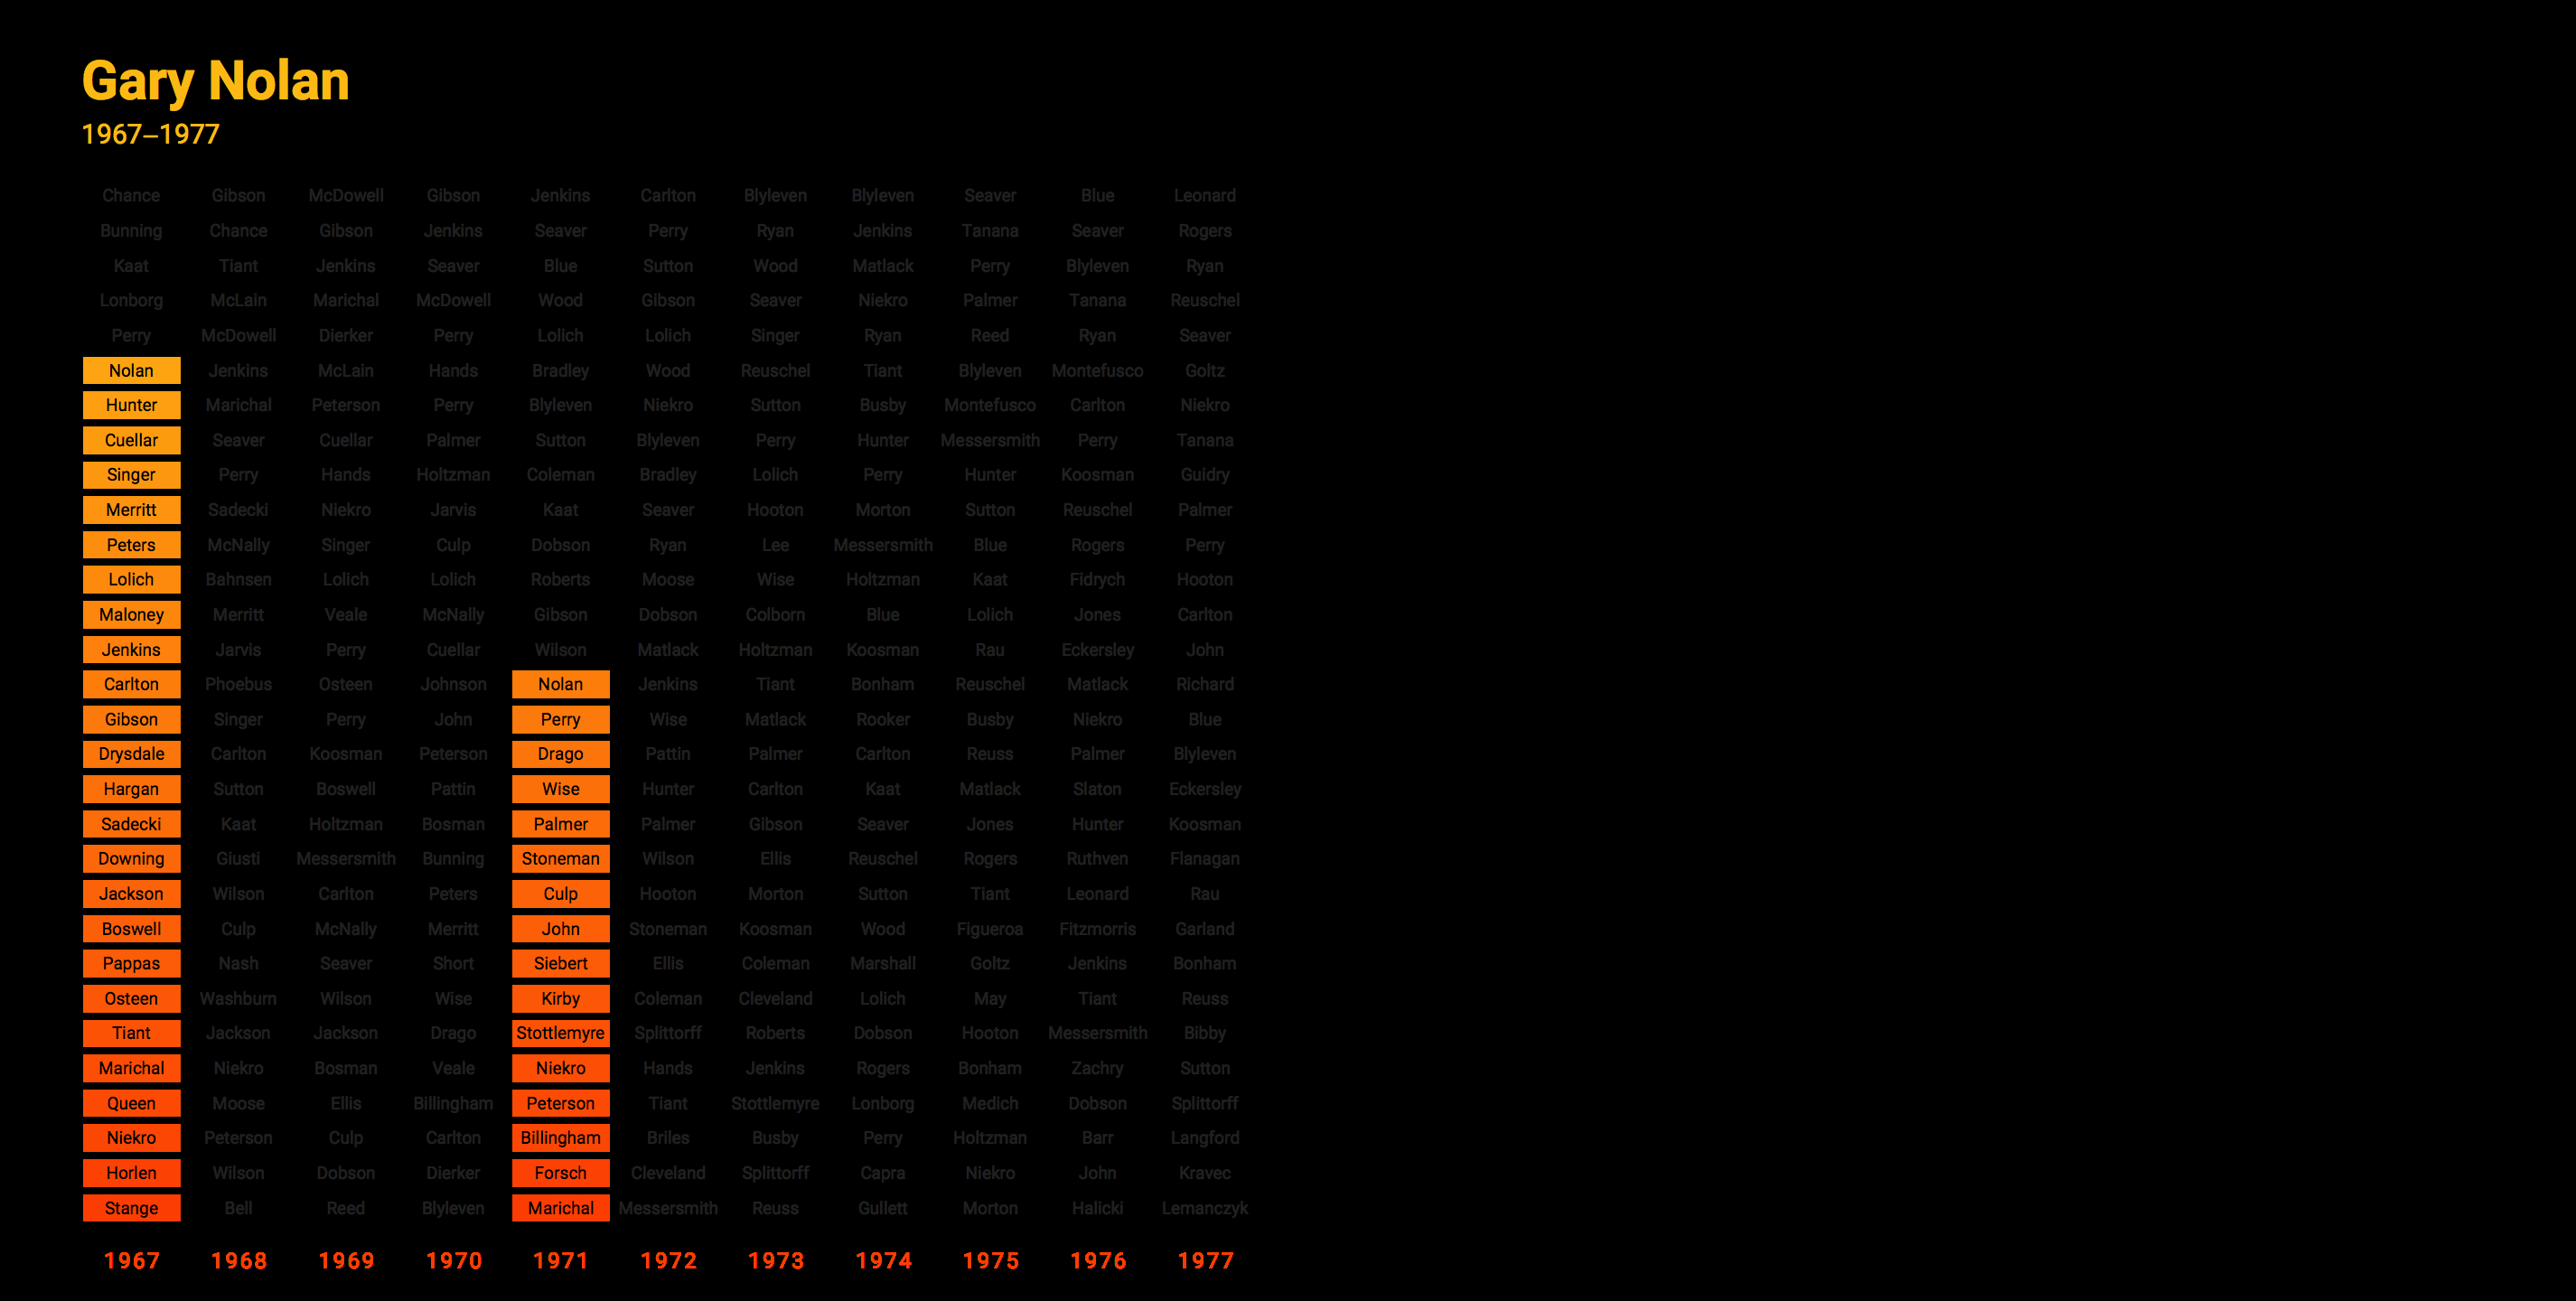 Gary Nolan
1967–1977
Chance Gibson McDowell Gibson Jenkins Carlton Blyleven Blyleven Seaver Blue Leonard
Bunning Chance Gibson Jenkins Seaver Perry Ryan Jenkins Tanana Seaver Rogers
Kaat Tiant Jenkins Seaver Blue Sutton Wood Matlack Perry Blyleven Ryan
Lonborg McLain Marichal McDowell Wood Gibson Seaver Niekro Palmer Tanana Reuschel
Perry McDowell Dierker Perry Lolich Lolich Singer Ryan Reed Ryan Seaver
Nolan Jenkins McLain Hands Bradley Wood Reuschel Tiant Blyleven Montefusco Goltz
Hunter Marichal Peterson Perry Blyleven Niekro Sutton Busby Montefusco Carlton Niekro
Cuellar Seaver Cuellar Palmer Sutton Blyleven Perry Hunter Messersmith Perry Tanana
Singer Perry Hands Holtzman Coleman Bradley Lolich Perry Hunter Koosman Guidry
Merritt Sadecki Niekro Jarvis Kaat Seaver Hooton Morton Sutton Reuschel Palmer
Peters McNally Singer Culp Dobson Ryan Lee Messersmith Blue Rogers Perry
Lolich Bahnsen Lolich Lolich Roberts Moose Wise Holtzman Kaat Fidrych Hooton
Maloney Merritt Veale McNally Gibson Dobson Colborn Blue Lolich Jones Carlton
Jenkins Jarvis Perry Cuellar Wilson Matlack Holtzman Koosman Rau Eckersley John
Carlton Phoebus Osteen Johnson Nolan Jenkins Tiant Bonham Reuschel Matlack Richard
Gibson Singer Perry John Perry Wise Matlack Rooker Busby Niekro Blue
Drysdale Carlton Koosman Peterson Drago Pattin Palmer Carlton Reuss Palmer Blyleven
Hargan Sutton Boswell Pattin Wise Hunter Carlton Kaat Matlack Slaton Eckersley
Sadecki Kaat Holtzman Bosman Palmer Palmer Gibson Seaver Jones Hunter Koosman
Downing Giusti Messersmith Bunning Stoneman Wilson Ellis Reuschel Rogers Ruthven Flanagan
Jackson Wilson Carlton Peters Culp Hooton Morton Sutton Tiant Leonard Rau
Boswell Culp McNally Merritt John Stoneman Koosman Wood Figueroa Fitzmorris Garland
Pappas Nash Seaver Short Siebert Ellis Coleman Marshall Goltz Jenkins Bonham
Osteen Washburn Wilson Wise Kirby Coleman Cleveland Lolich May Tiant Reuss
Tiant Jackson Jackson Drago Stottlemyre Splittorff Roberts Dobson Hooton Messersmith Bibby
Marichal Niekro Bosman Veale Niekro Hands Jenkins Rogers Bonham Zachry Sutton
Queen Moose Ellis Billingham Peterson Tiant Stottlemyre Lonborg Medich Dobson Splittorff
Niekro Peterson Culp Carlton Billingham Briles Busby Perry Holtzman Barr Langford
Horlen Wilson Dobson Dierker Forsch Cleveland Splittorff Capra Niekro John Kravec
Stange Bell Reed Blyleven Marichal Messersmith Reuss Gullett Morton Halicki Lemanczyk
1967 1968 1969 1970 1971 1972 1973 1974 1975 1976 1977